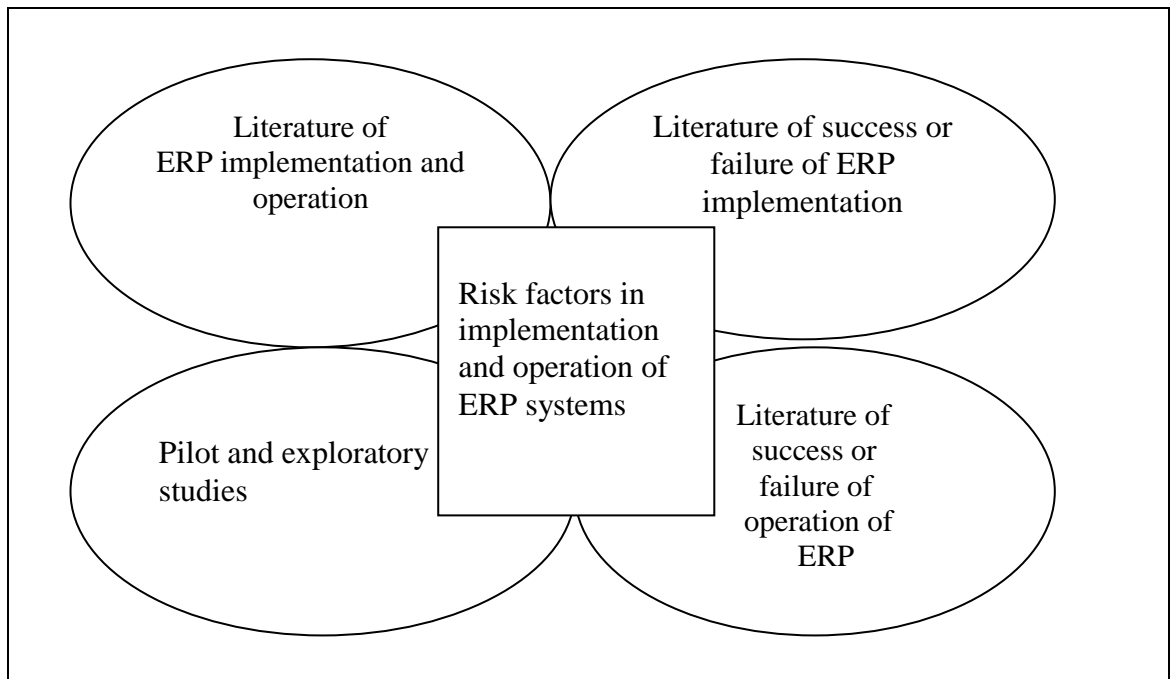 Literature of
ERP implementation and
operation
Literature of success or
failure of ERP
implementation
Risk factors in
implementation
and operation of
ERP systems
Pilot and exploratory
studies
Literature of
success or
failure of
operation of
ERP